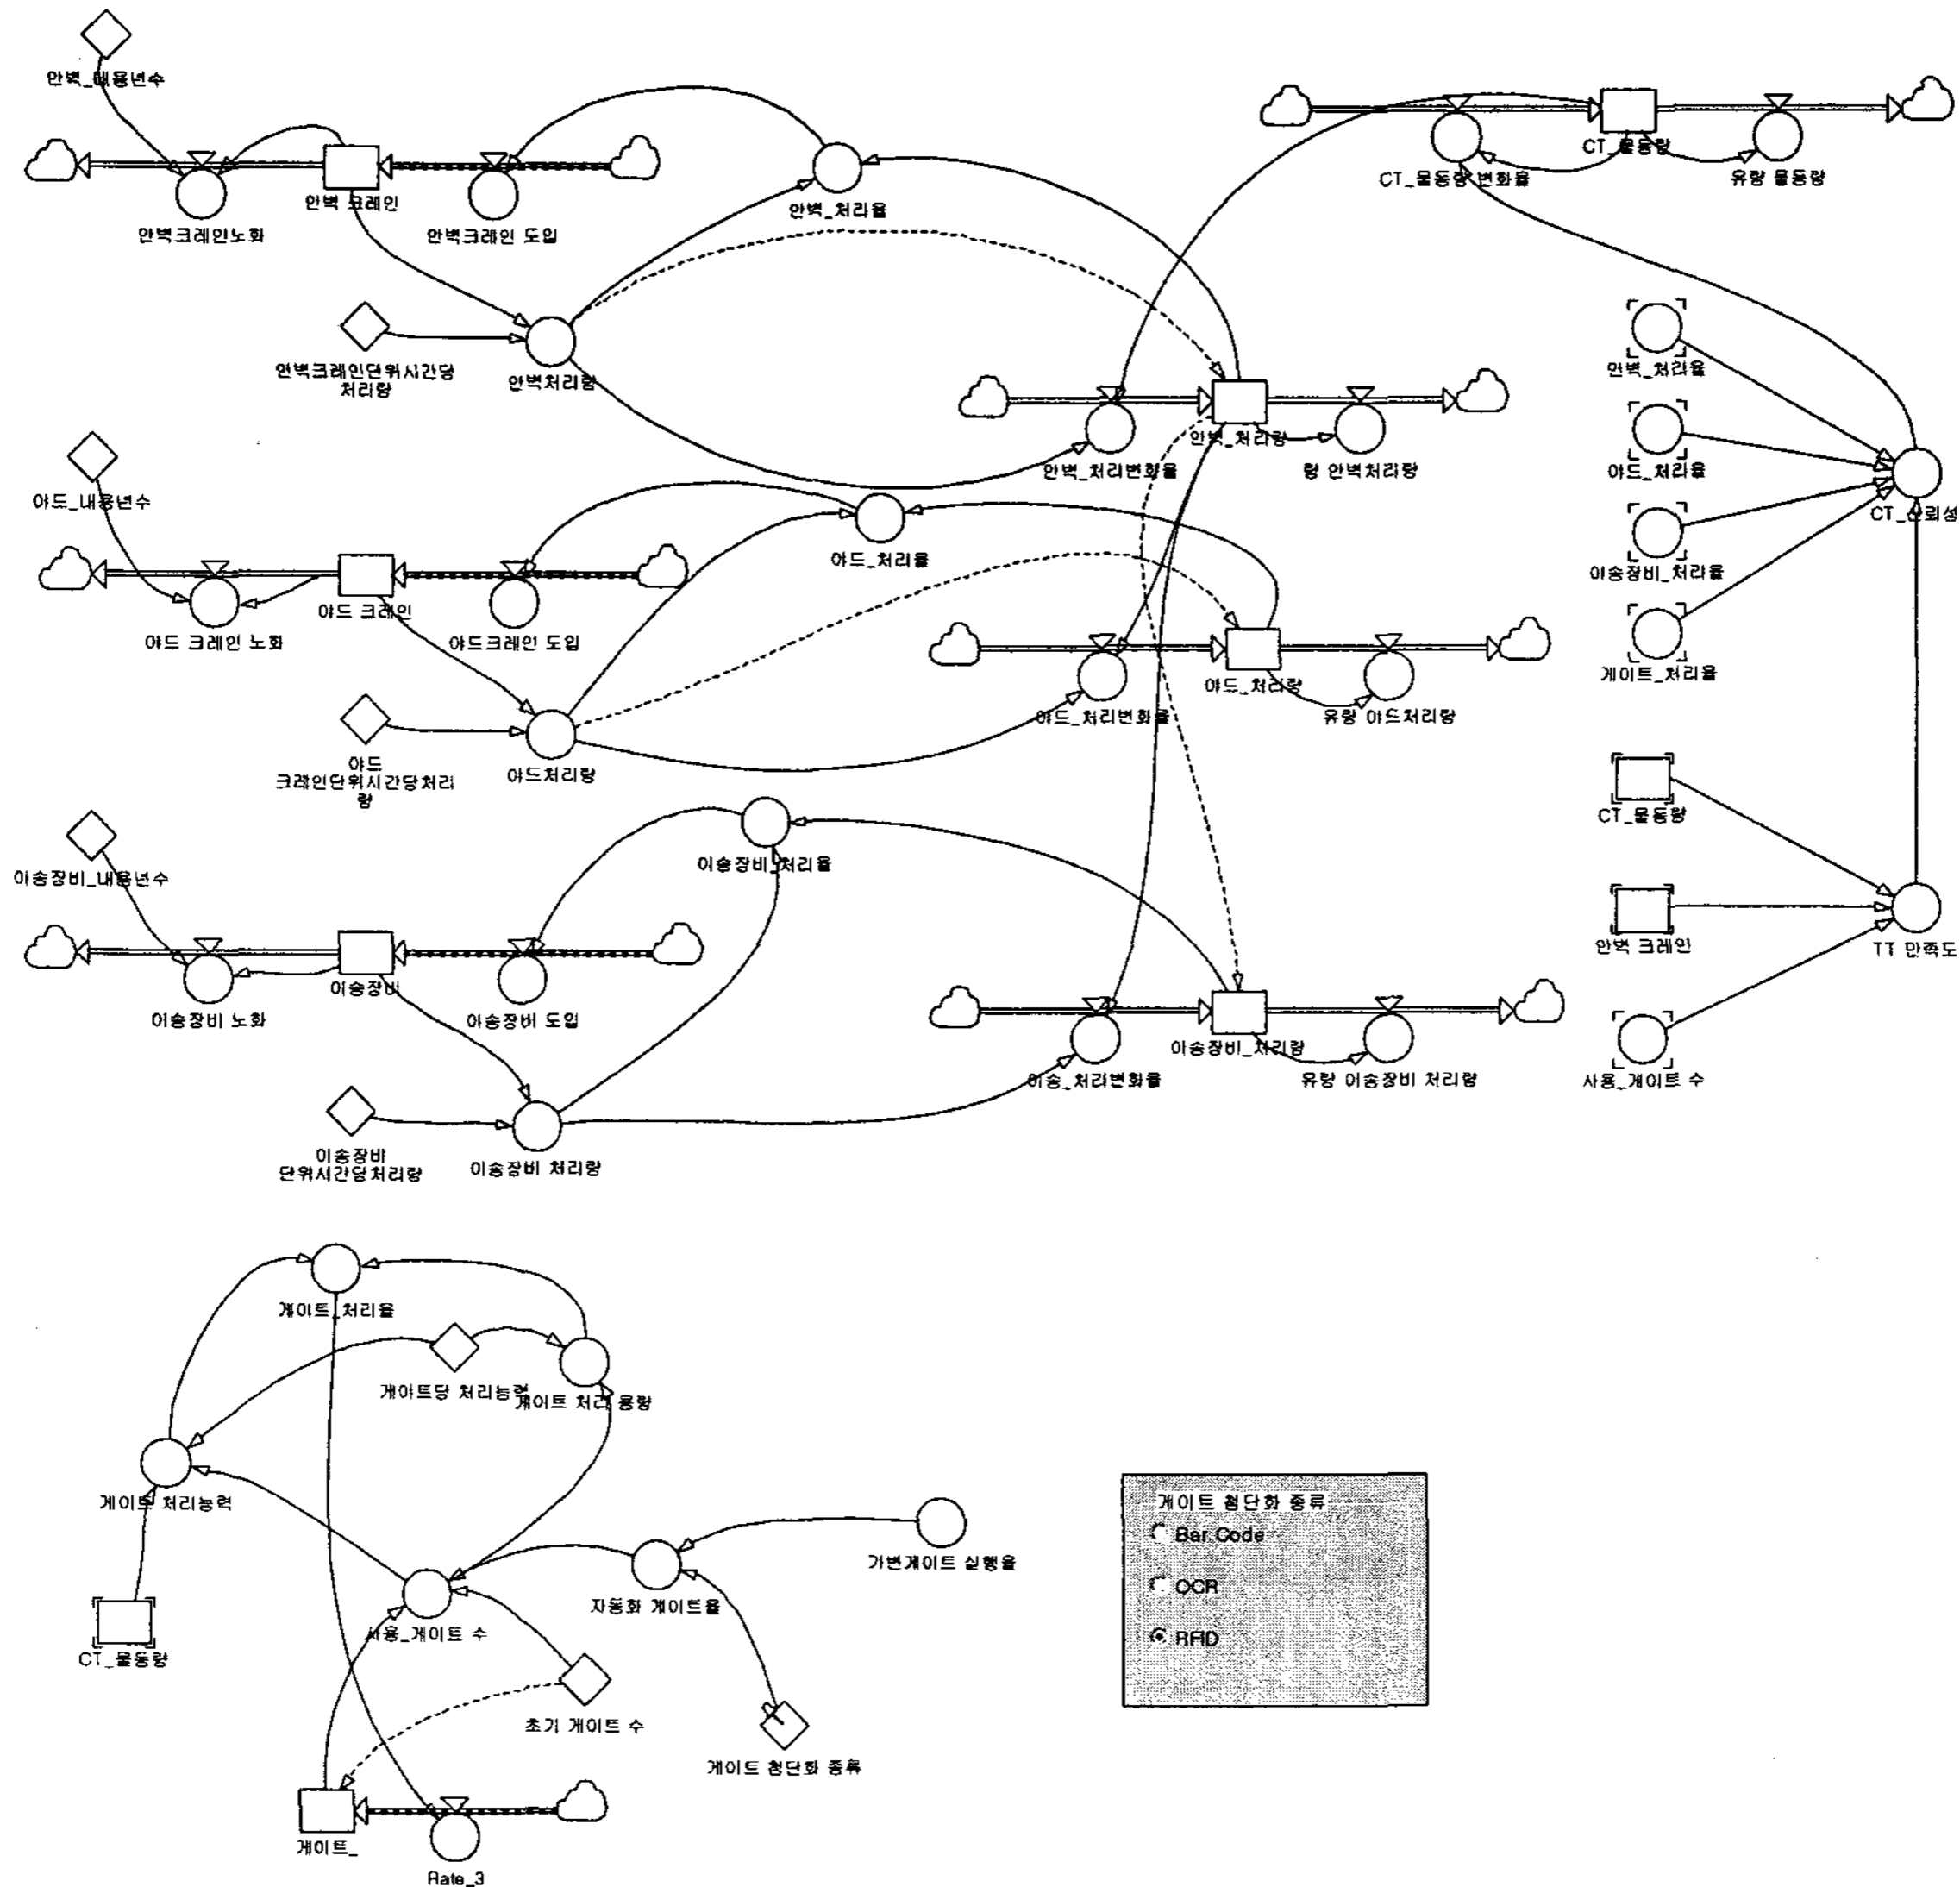 안벽_내용년수
안벽 크레인
안벽크레인노화
안벽크레인 도입
안벽_처리율
CT_물동량
CT_물동량 변화율
유량 물동량
안벽크레인단위시간당
처리량
안벽처리량
안벽_처리율
안벽_처리량
안벽_처리변화율
량 안벽처리량
야드_처리율
야드_내용년수
CT_신뢰성
야드_처리율
이송장비_처리율
야드 크레인
야드 크레인 노화
야드크레인 도입
게이트_처리율
야드_처리량
야드_처리변화율
유량 야드처리량
야드
크레인단위시간당처리
량
야드처리량
CT_물동량
이송장비_처리율
이송장비_내용년수
안벽 크레인
TT 만족도
이송장비
이송장비 노화
이송장비 도입
이송장비_처리량
이송_처리변화율
유량 이송장비 처리량
사용_게이트 수
이송장비
단위시간당처리량
이송장비 처리량
게이트_처리율
게이트당 처리능력
게이트 처리 용량
게이트 처리능력
게이트 첨단화 종류
Bar Code
OCR
RFID
가변게이트 실행율
자동화 게이트율
사용_게이트 수
CT_물동량
초기 게이트 수
게이트 첨단화 종류
게이트_
Rate_3